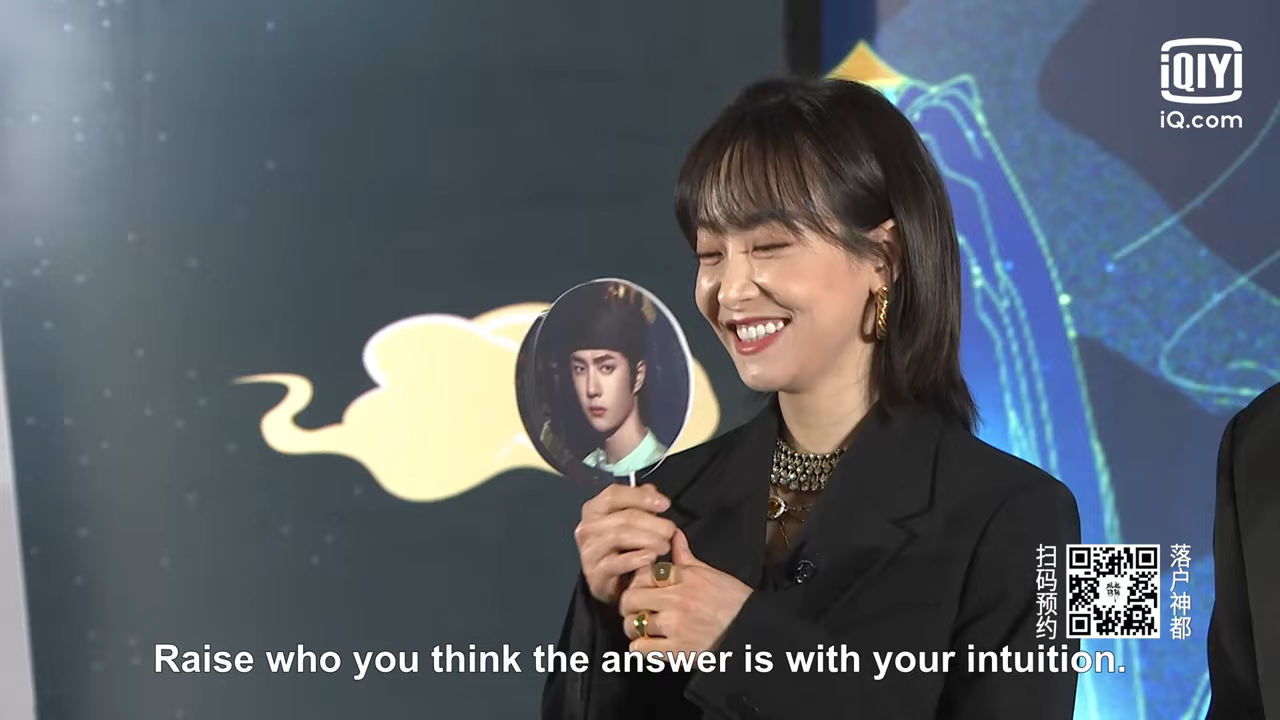 iQIYI
iQ.com
扫码预约
落户神都
Raise who you think the answer is with your intuition.